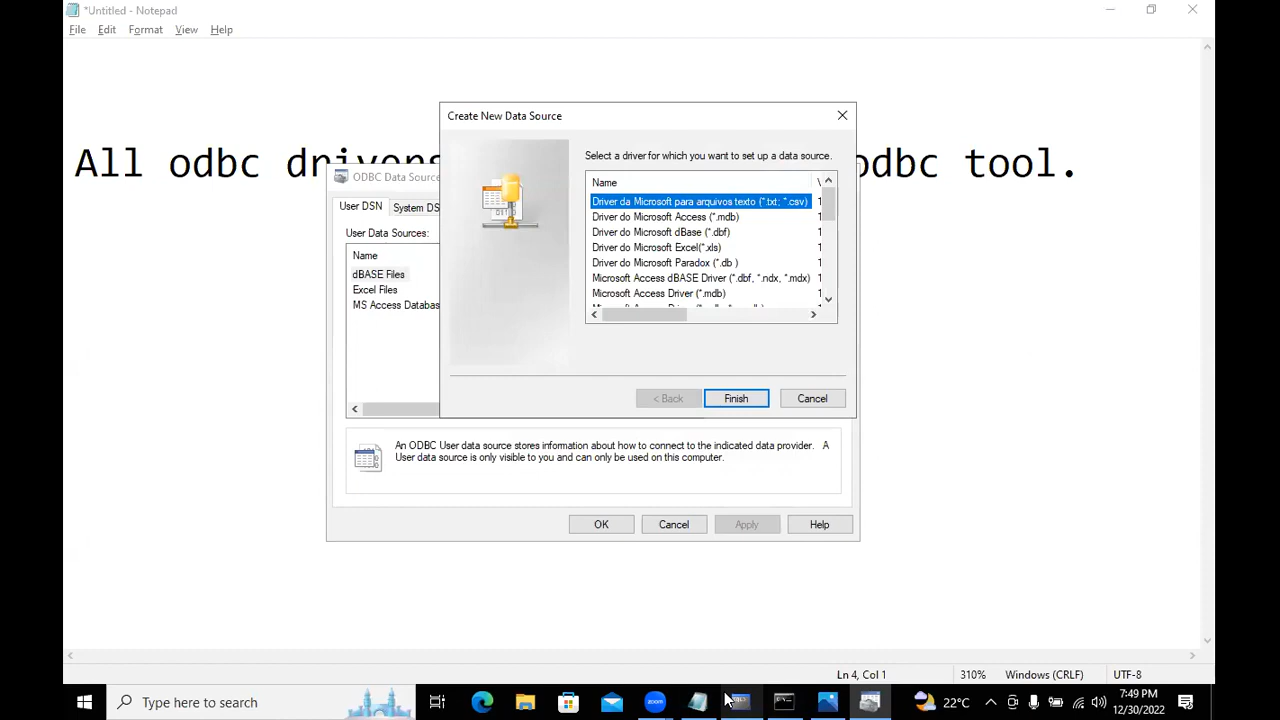 *Untitled - Notepad
File Edit Format View Help
Create New Data Source
All odbc
odbc tool.
Select a driver for which you want to set up a data source.
ODBC Data Source
Name
User DSN System DS
Driver da Microsoft para arquivos texto (*.txt; *.csv)
Driver do Microsoft Access (*.mdb)
Driver do Microsoft dBase (*.dbf)
Driver do Microsoft Excel(*.xls)
Driver do Microsoft Paradox (*.db )
Microsoft Access dBASE Driver (*.dbf, *.ndx, *.mdx)
Microsoft Access Driver (*.mdb)
User Data Sources:
Name
dBASE Files
Excel Files
MS Access Databas
< Back Finish Cancel
An ODBC User data source stores information about how to connect to the indicated data provider. A
User data source is only visible to you and can only be used on this computer.
OK Cancel Apply Help
Ln 4, Col 1 310% Windows (CRLF) UTF-8
Type here to search
zoom
22°C
7:49 PM
12/30/2022